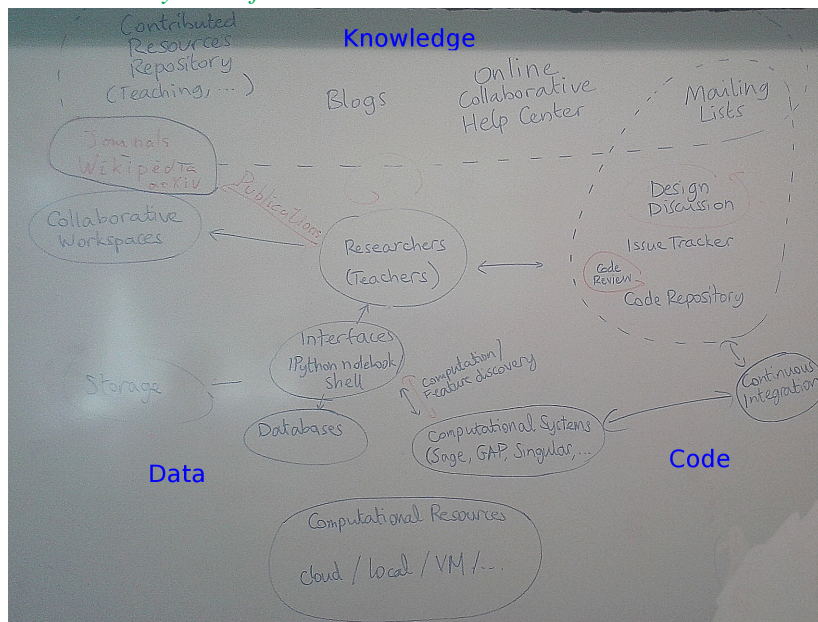 Contributed
Resources
Repository
(Teaching, ...)
Knowledge
Blogs
Online
Collaborative
Help Center
Mailing
Lists
Journals
Wikipedia
arXiv
Publications
Collaborative
Workspaces
Researchers
(Teachers)
Design
Discussion
Issue Tracker
Code
Review
Code Repository
Interfaces
IPython notebook
Shell
Storage
Computation/
Feature discovery
Continuous
Integration
Databases
Computational Systems
(Sage, GAP, Singular, ...
Data
Code
Computational Resources
cloud / local / VM / ...